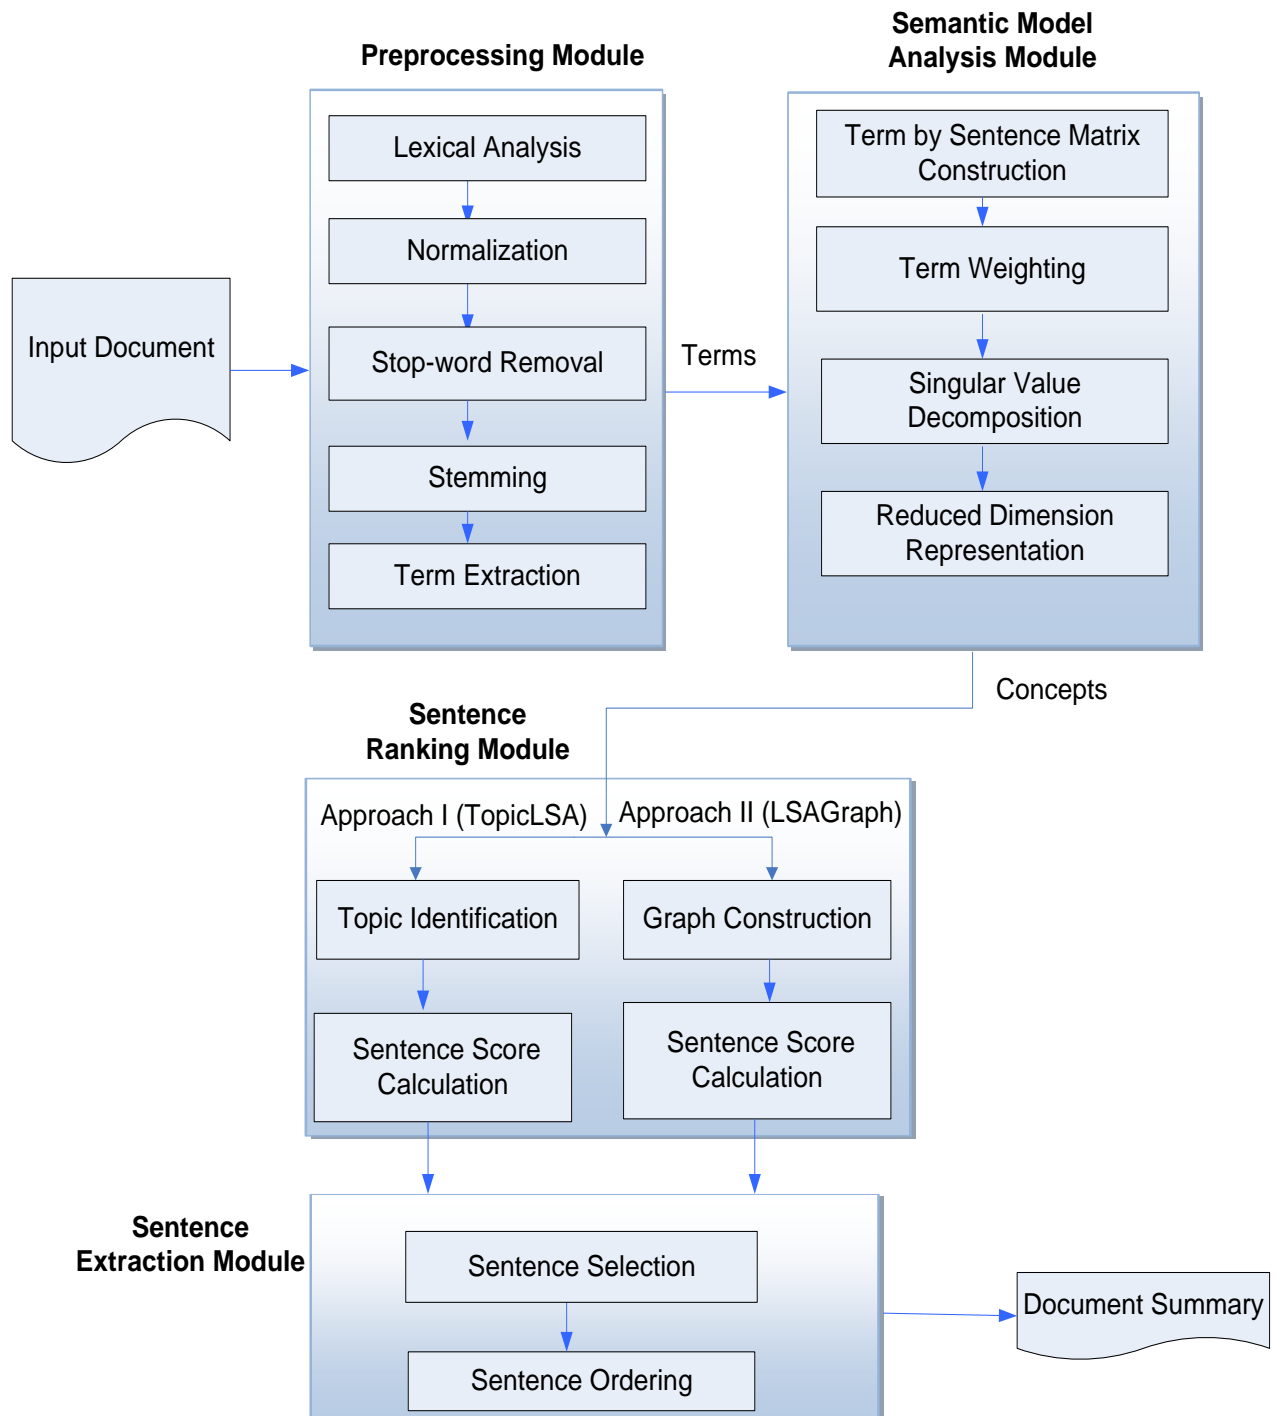 Preprocessing Module
Semantic Model
Analysis Module
Lexical Analysis
Normalization
Stop-word Removal
Stemming
Term Extraction
Input Document
Terms
Term by Sentence Matrix
Construction
Term Weighting
Singular Value
Decomposition
Reduced Dimension
Representation
Concepts
Sentence
Ranking Module
Approach I (TopicLSA)
Approach II (LSAGraph)
Topic Identification
Graph Construction
Sentence Score
Calculation
Sentence Score
Calculation
Sentence
Extraction Module
Sentence Selection
Sentence Ordering
Document Summary